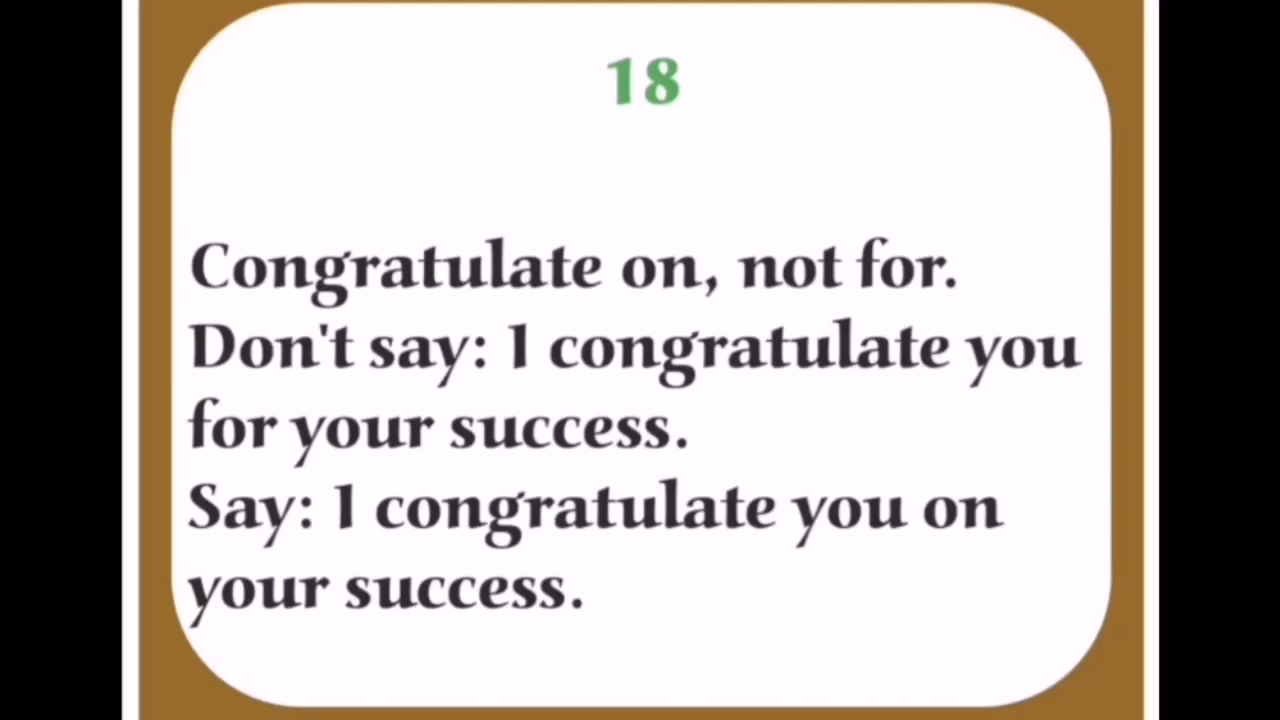 18
Congratulate on, not for.
Don't say: I congratulate you
for your success.
Say: I congratulate you on
your success.